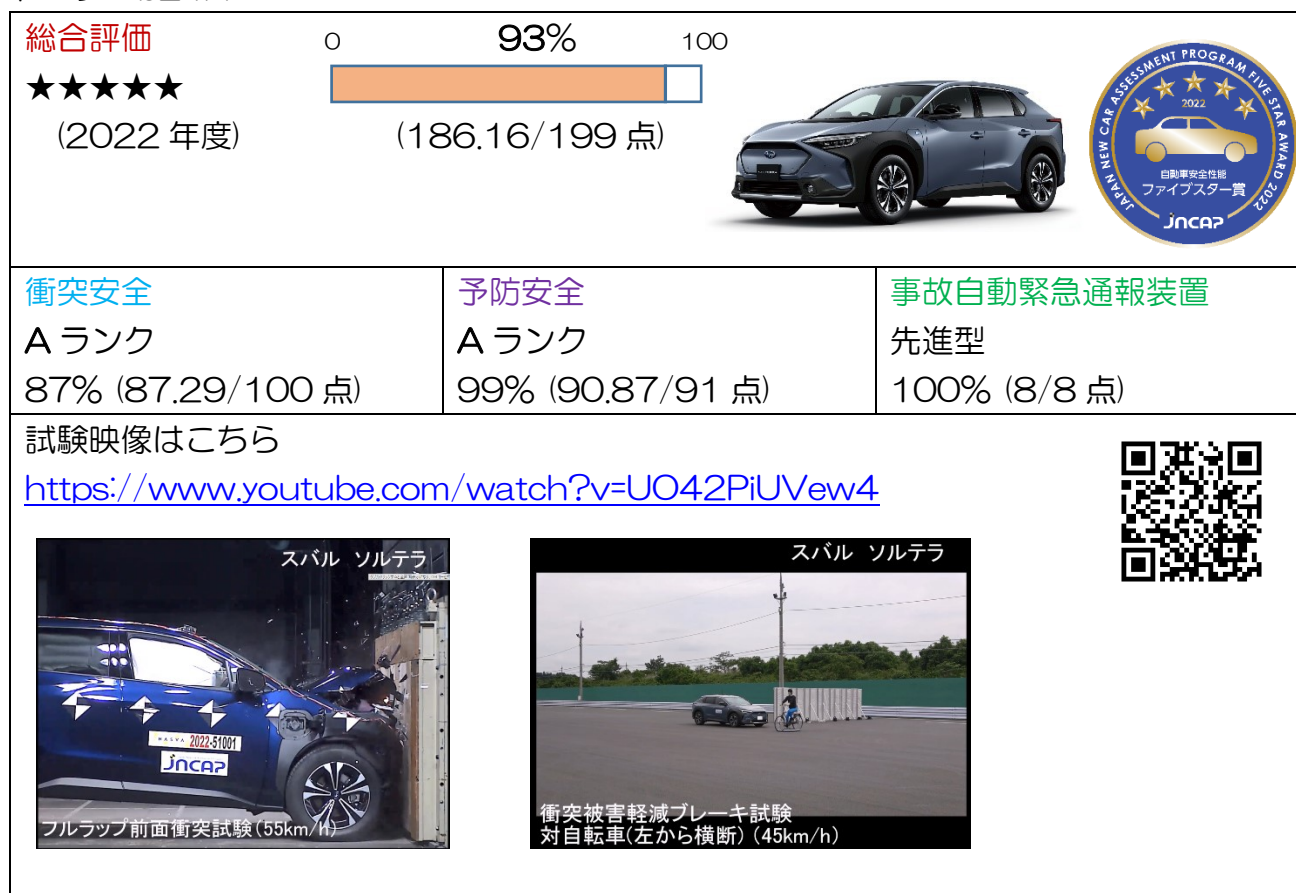 総合評価
0 93% 100
★★★★★
(2022 年度)
(186.16/199 点)
JAPAN NEW CAR ASSESSMENT PROGRAM FIVE STAR AWARD 2022
2022
自動車安全性能
ファイブスター賞
JNCAP
衝突安全
A ランク
87% (87.29/100 点)
予防安全
A ランク
99% (90.87/91 点)
事故自動緊急通報装置
先進型
100% (8/8 点)
試験映像はこちら
https://www.youtube.com/watch?v=UO42PiUVew4
スバル ソルテラ
NASVA 2022-51001
JNCAP
フルラップ前面衝突試験(55km/h)
スバル ソルテラ
衝突被害軽減ブレーキ試験
対自転車(左から横断) (45km/h)